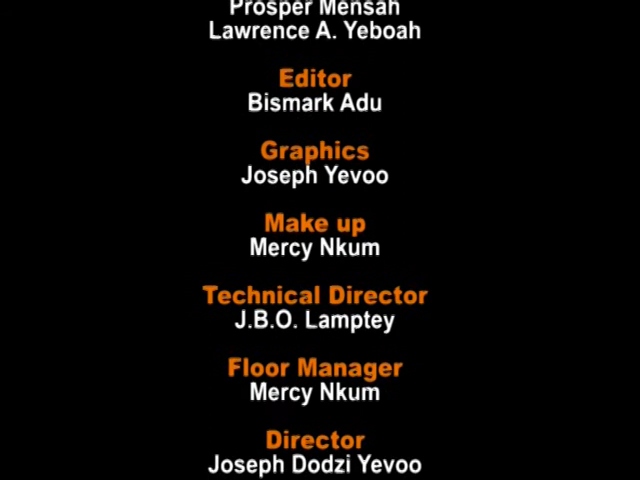 Prosper Mensah
Lawrence A. Yeboah
Editor
Bismark Adu
Graphics
Joseph Yevoo
Make up
Mercy Nkum
Technical Director
J.B.O. Lamptey
Floor Manager
Mercy Nkum
Director
Joseph Dodzi Yevoo